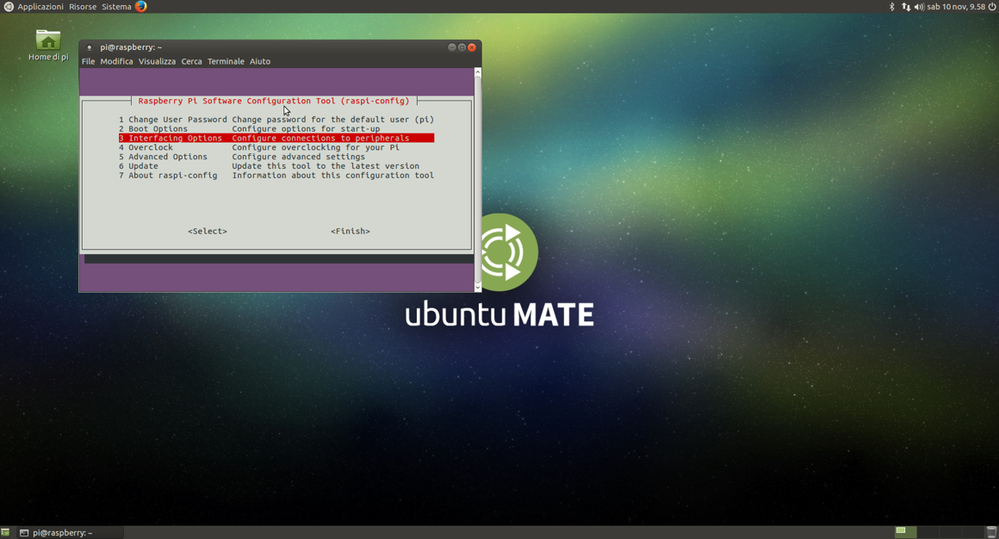 Applicazioni Risorse Sistema
sab 10 nov, 9.58
Home di pi
pi@raspberry: ~
File Modifica Visualizza Cerca Terminale Aiuto
Raspberry Pi Software Configuration Tool (raspi-config)
1 Change User Password Change password for the default user (pi)
2 Boot Options Configure options for start-up
3 Interfacing Options Configure connections to peripherals
4 Overclock Configure overclocking for your Pi
5 Advanced Options Configure advanced settings
6 Update Update this tool to the latest version
7 About raspi-config Information about this configuration tool
<Select> <Finish>
ubuntu MATE
pi@raspberry: ~